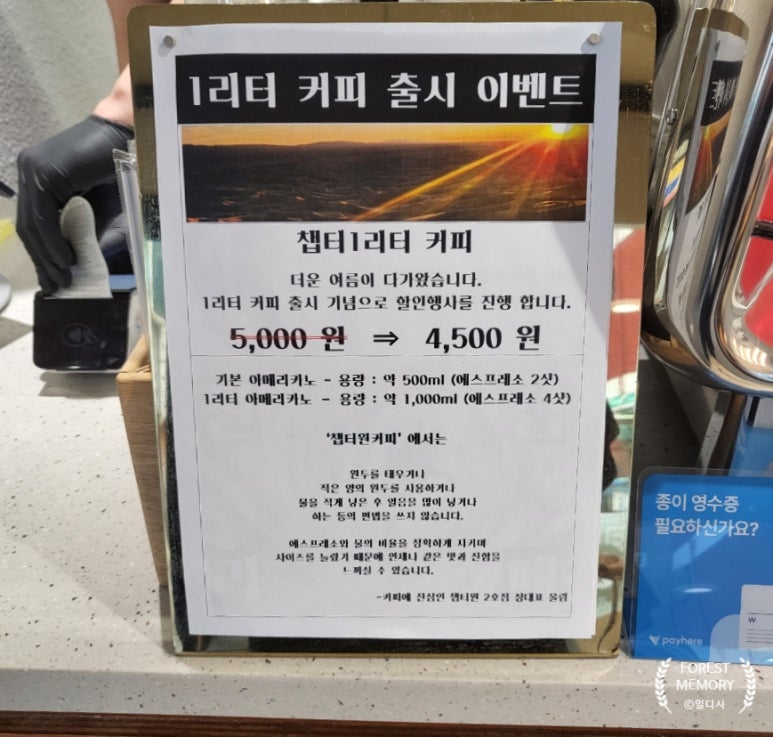 1리터 커피 출시 이벤트
챕터1리터 커피
더운 여름이 다가왔습니다.
1리터 커피 출시 기념으로 할인행사를 진행 합니다.
5,000 원 ⇒ 4,500 원
기본 아메리카노 - 용량 : 약 500ml (에스프레소 2샷)
1리터 아메리카노 - 용량 : 약 1,000ml (에스프레소 4샷)
'챕터원커피' 에서는
원두를 태우거나
적은 양의 원두를 사용하거나
물을 적게 넣은 후 얼음을 많이 넣거나
하는 등의 편법을 쓰지 않습니다.
에스프레소와 물의 비율을 정확하게 지키며
사이즈를 늘렸기 때문에 언제나 같은 맛과 진함을
느끼실 수 있습니다.
-커피에 진심인 챕터원 2호점 장대표 올림
종이 영수증
필요하신가요?
₩
payhere
FOREST
MEMORY
©일디사